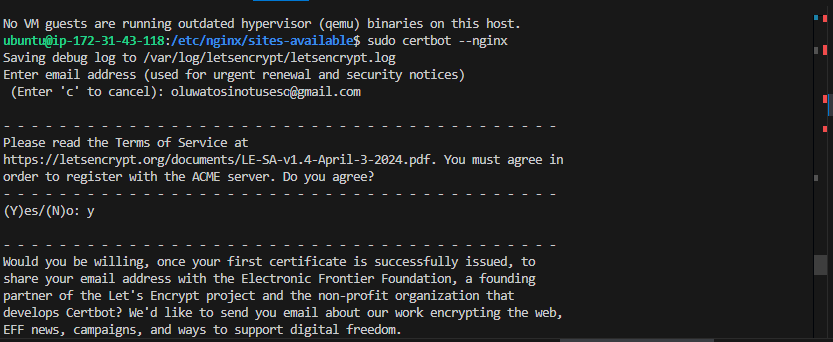 No VM guests are running outdated hypervisor (qemu) binaries on this host.
ubuntu@ip-172-31-43-118:/etc/nginx/sites-available$ sudo certbot --nginx
Saving debug log to /var/log/letsencrypt/letsencrypt.log
Enter email address (used for urgent renewal and security notices)
 (Enter 'c' to cancel): oluwatosinotuseso@gmail.com

- - - - - - - - - - - - - - - - - - - - - - - - - - - - - - - - - - - - - - - -
Please read the Terms of Service at
https://letsencrypt.org/documents/LE-SA-v1.4-April-3-2024.pdf. You must agree in
order to register with the ACME server. Do you agree?
- - - - - - - - - - - - - - - - - - - - - - - - - - - - - - - - - - - - - - - -
(Y)es/(N)o: y

- - - - - - - - - - - - - - - - - - - - - - - - - - - - - - - - - - - - - - - -
Would you be willing, once your first certificate is successfully issued, to
share your email address with the Electronic Frontier Foundation, a founding
partner of the Let's Encrypt project and the non-profit organization that
develops Certbot? We'd like to send you email about our work encrypting the web,
EFF news, campaigns, and ways to support digital freedom.